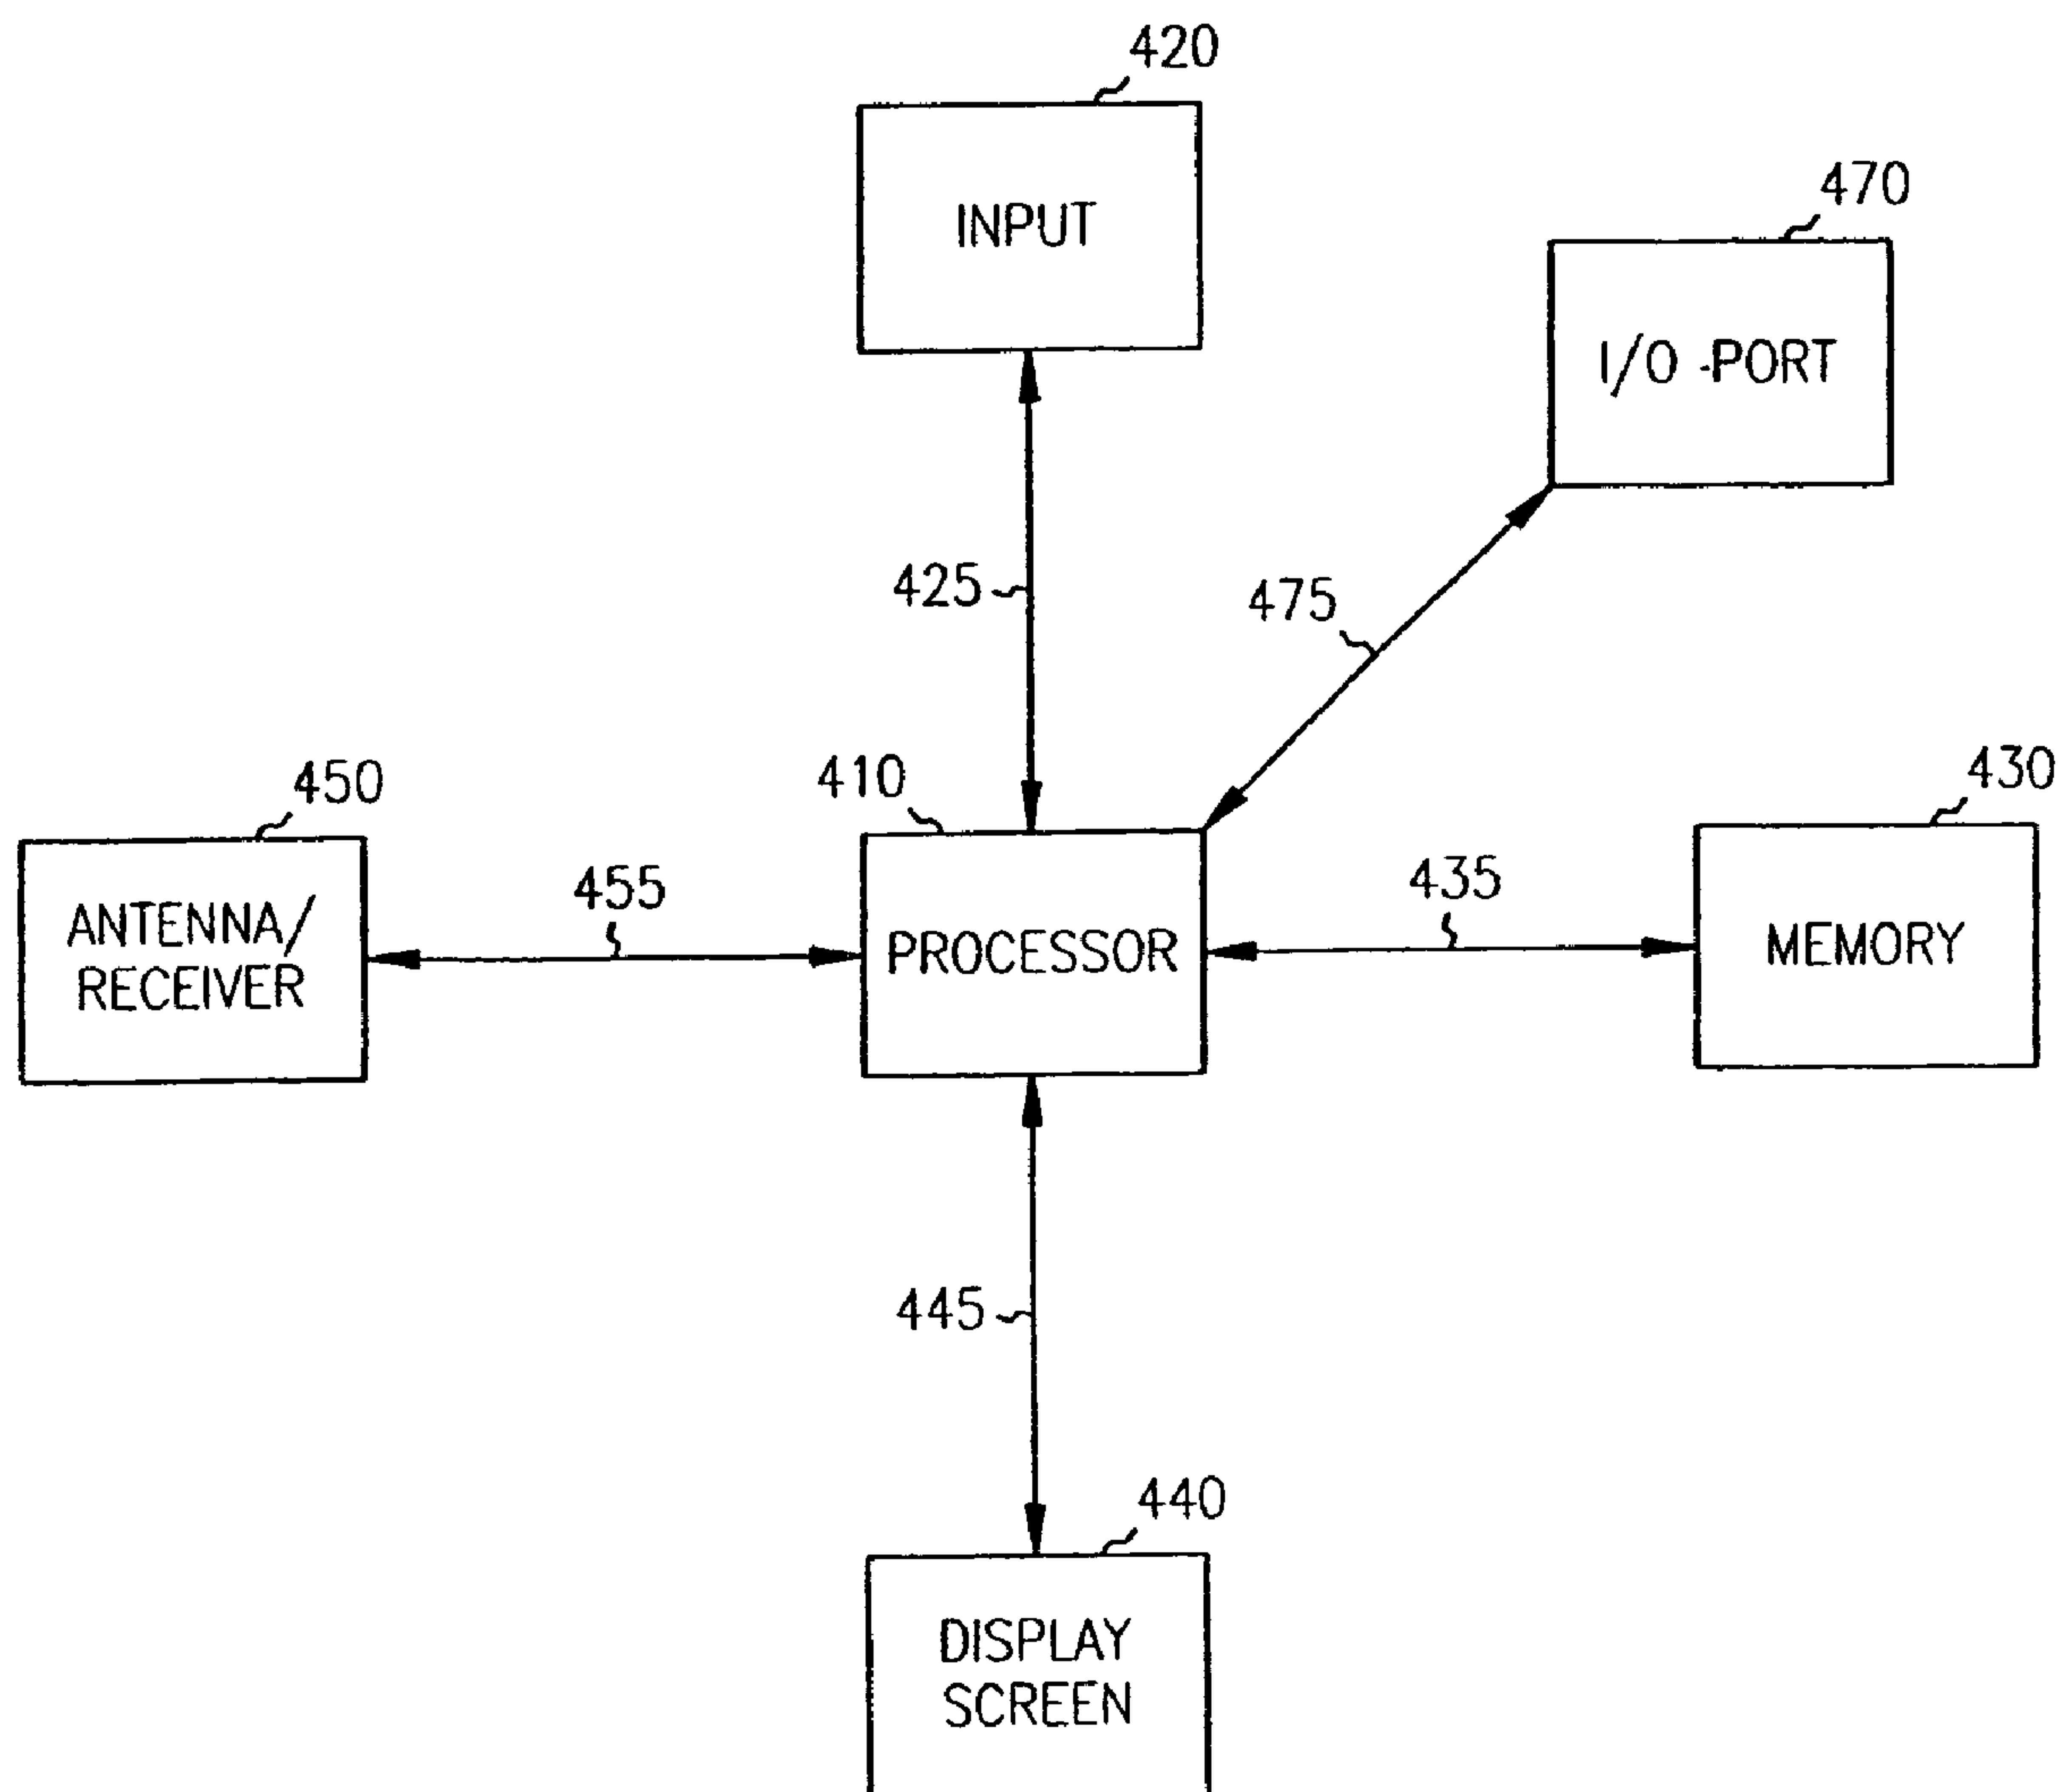 420
INPUT
470
I/O -PORT
425
475
450
410
430
ANTENNA/
RECEIVER
455
PROCESSOR
435
MEMORY
445
440
DISPLAY
SCREEN